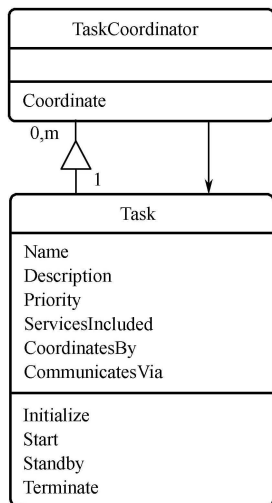 TaskCoordinator
Coordinate
0,m
1
Task
Name
Description
Priority
ServicesIncluded
CoordinatesBy
CommunicatesVia
Initialize
Start
Standby
Terminate